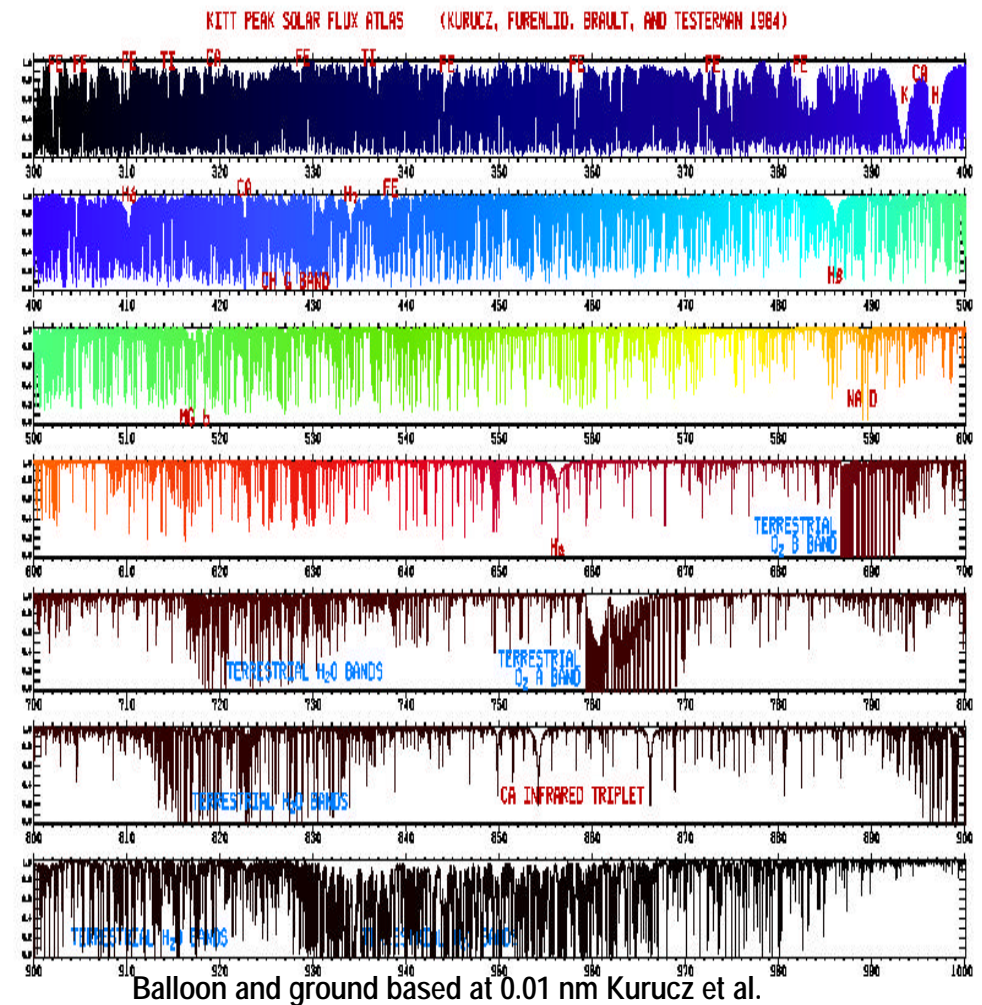 KITT PEAK SOLAR FLUX ATLAS (KURUCZ, FURENLID, BRAULT, AND TESTERMAN 1984)
FE FE FE TI CA FE TI FE FE FE FE CA
K H
300 310 320 330 340 350 360 370 380 390 400
Hδ CA Hγ FE
CH G BAND Hβ
400 410 420 430 440 450 460 470 480 490 500
NA D
MG b
500 510 520 530 540 550 560 570 580 590 600
TERRESTRIAL
O₂ B BAND
Hα
600 610 620 630 640 650 660 670 680 690 700
TERRESTRIAL
O₂ A BAND
TERRESTRIAL H₂O BANDS
700 710 720 730 740 750 760 770 780 790 800
TERRESTRIAL H₂O BANDS CA INFRARED TRIPLET
800 810 820 830 840 850 860 870 880 890 900
TERRESTRIAL H₂O BANDS TERRESTRIAL H₂O BANDS
900 910 920 930 940 950 960 970 980 990 1000
Balloon and ground based at 0.01 nm Kurucz et al.